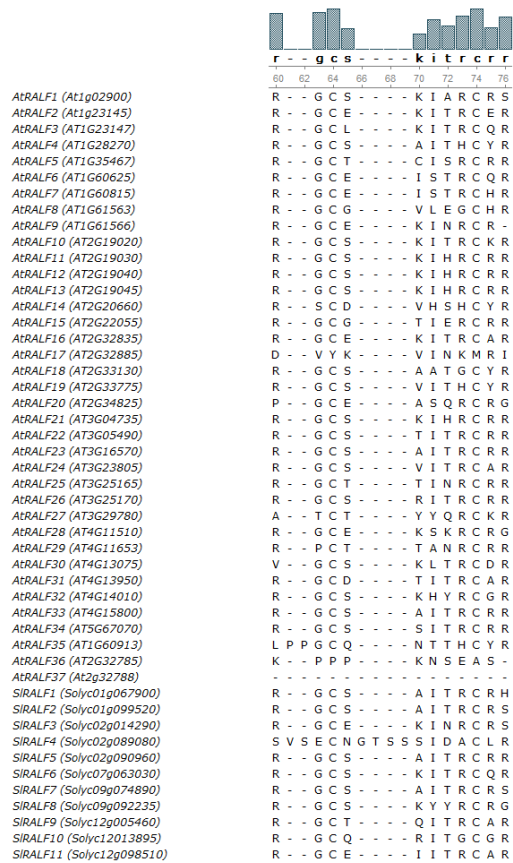 r - - g c s - - - - k i t r c r r
60 62 64 66 68 70 72 74 76
AtRALF1 (At1g02900) R - - G C S - - - - K I A R C R S
AtRALF2 (At1g23145) R - - G C E - - - - K I T R C E R
AtRALF3 (AT1G23147) R - - G C L - - - - K I T R C Q R
AtRALF4 (AT1G28270) R - - G C S - - - - A I T H C Y R
AtRALF5 (AT1G35467) R - - G C T - - - - C I S R C R R
AtRALF6 (AT1G60625) R - - G C E - - - - I S T R C Q R
AtRALF7 (AT1G60815) R - - G C E - - - - I S T R C H R
AtRALF8 (AT1G61563) R - - G C G - - - - V L E G C H R
AtRALF9 (AT1G61566) R - - G C E - - - - K I N R C R -
AtRALF10 (AT2G19020) R - - G C S - - - - K I T R C K R
AtRALF11 (AT2G19030) R - - G C S - - - - K I H R C R R
AtRALF12 (AT2G19040) R - - G C S - - - - K I H R C R R
AtRALF13 (AT2G19045) R - - G C S - - - - K I H R C R R
AtRALF14 (AT2G20660) R - - S C D - - - - V H S H C Y R
AtRALF15 (AT2G22055) R - - G C G - - - - T I E R C R R
AtRALF16 (AT2G32835) R - - G C E - - - - K I T R C A R
AtRALF17 (AT2G32885) D - - V Y K - - - - V I N K M R I
AtRALF18 (AT2G33130) R - - G C S - - - - A A T G C Y R
AtRALF19 (AT2G33775) R - - G C S - - - - V I T H C Y R
AtRALF20 (AT2G34825) P - - G C E - - - - A S Q R C R G
AtRALF21 (AT3G04735) R - - G C S - - - - K I H R C R R
AtRALF22 (AT3G05490) R - - G C S - - - - T I T R C R R
AtRALF23 (AT3G16570) R - - G C S - - - - A I T R C R R
AtRALF24 (AT3G23805) R - - G C S - - - - V I T R C A R
AtRALF25 (AT3G25165) R - - G C T - - - - T I N R C R R
AtRALF26 (AT3G25170) R - - G C S - - - - R I T R C R R
AtRALF27 (AT3G29780) A - - T C T - - - - Y Y Q R C K R
AtRALF28 (AT4G11510) R - - G C E - - - - K S K R C R G
AtRALF29 (AT4G11653) R - - P C T - - - - T A N R C R R
AtRALF30 (AT4G13075) V - - G C S - - - - K L T R C D R
AtRALF31 (AT4G13950) R - - G C D - - - - T I T R C A R
AtRALF32 (AT4G14010) R - - G C S - - - - K H Y R C G R
AtRALF33 (AT4G15800) R - - G C S - - - - A I T R C R R
AtRALF34 (AT5G67070) R - - G C S - - - - S I T R C R R
AtRALF35 (AT1G60913) L P P G C Q - - - - N T T H C Y R
AtRALF36 (AT2G32785) K - - P P P - - - - K N S E A S -
AtRALF37 (At2g32788) - - - - - - - - - - - - - - - - -
SlRALF1 (Solyc01g067900) R - - G C S - - - - A I T R C R H
SlRALF2 (Solyc01g099520) R - - G C S - - - - A I T R C R S
SlRALF3 (Solyc02g014290) R - - G C E - - - - K I N R C R S
SlRALF4 (Solyc02g089080) S V S E C N G T S S S I D A C L R
SlRALF5 (Solyc02g090960) R - - G C S - - - - A I T R C R R
SlRALF6 (Solyc07g063030) R - - G C S - - - - K I T R C Q R
SlRALF7 (Solyc09g074890) R - - G C S - - - - A I T R C R S
SlRALF8 (Solyc09g092235) R - - G C S - - - - K Y Y R C R G
SlRALF9 (Solyc12g005460) R - - G C T - - - - Q I T R C A R
SlRALF10 (Solyc12013895) R - - G C Q - - - - R I T G C G R
SlRALF11 (Solyc12g098510) R - - G C E - - - - I I T R C A R